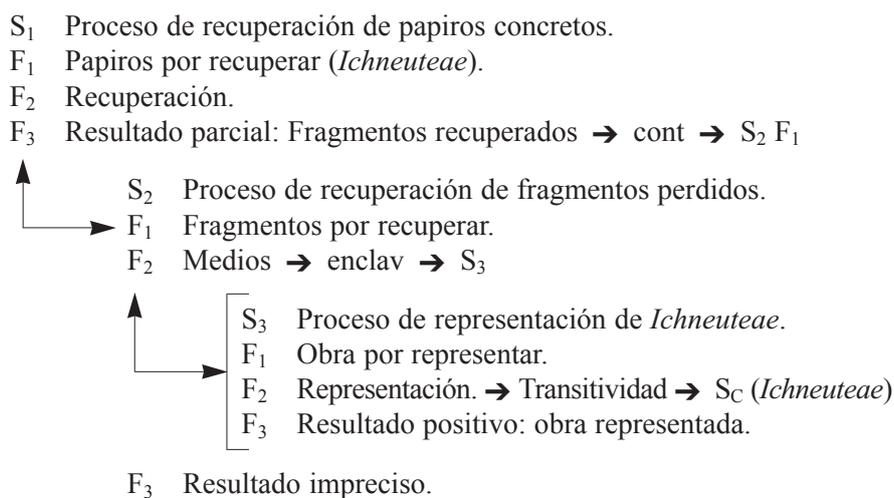 S₁ Proceso de recuperación de papiros concretos.
F₁ Papiros por recuperar (Ichneuteae).
F₂ Recuperación.
F₃ Resultado parcial: Fragmentos recuperados ➔ cont ➔ S₂ F₁
S₂ Proceso de recuperación de fragmentos perdidos.
F₁ Fragmentos por recuperar.
F₂ Medios ➔ enclav ➔ S₃
S₃ Proceso de representación de Ichneuteae.
F₁ Obra por representar.
F₂ Representación. ➔ Transitividad ➔ S_C (Ichneuteae)
F₃ Resultado positivo: obra representada.
F₃ Resultado impreciso.